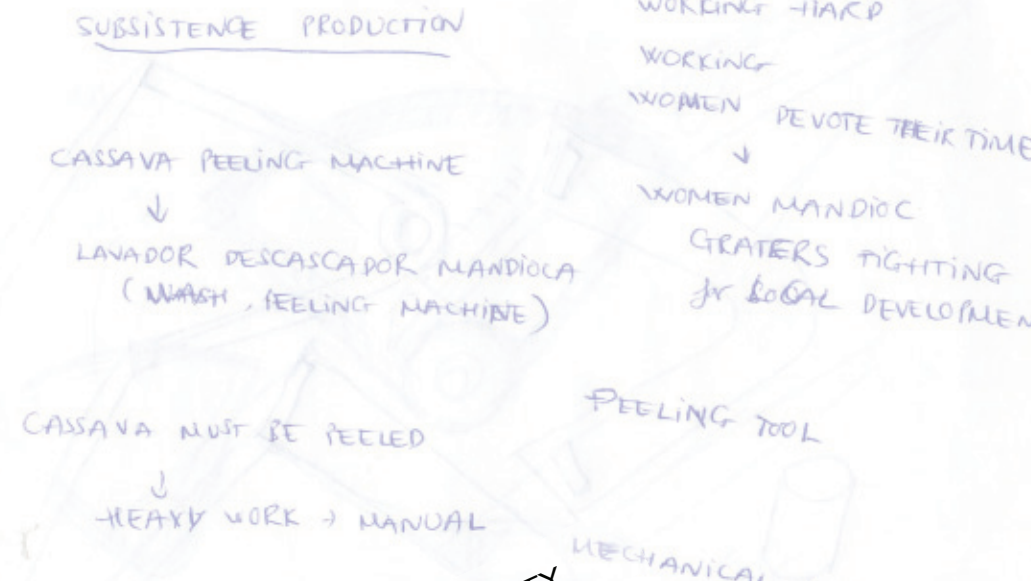 SUBSISTENCE PRODUCTION
CASSAVA PEELING MACHINE
↓
LAVADOR DESCASCADOR MANDIOCA
(WASH, PEELING MACHINE)
CASSAVA MUST BE PEELED
↓
HEAVY WORK → MANUAL
WORKING HARD
WORKING
WOMEN DEVOTE THEIR TIME
↓
WOMEN MANDIOC
GRATERS FIGHTING
for LOCAL DEVELOPMEN
PEELING TOOL
MECHANICAL